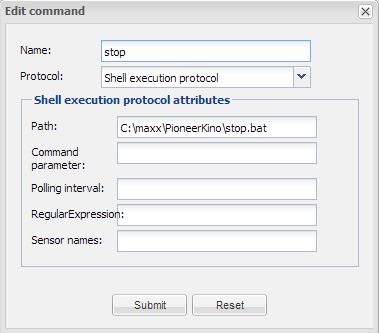 Edit command
Name: stop
Protocol: Shell execution protocol
Shell execution protocol attributes
Path: C:\maxx\PioneerKino\stop.bat
Command
parameter:
Polling interval:
RegularExpression:
Sensor names:
Submit Reset